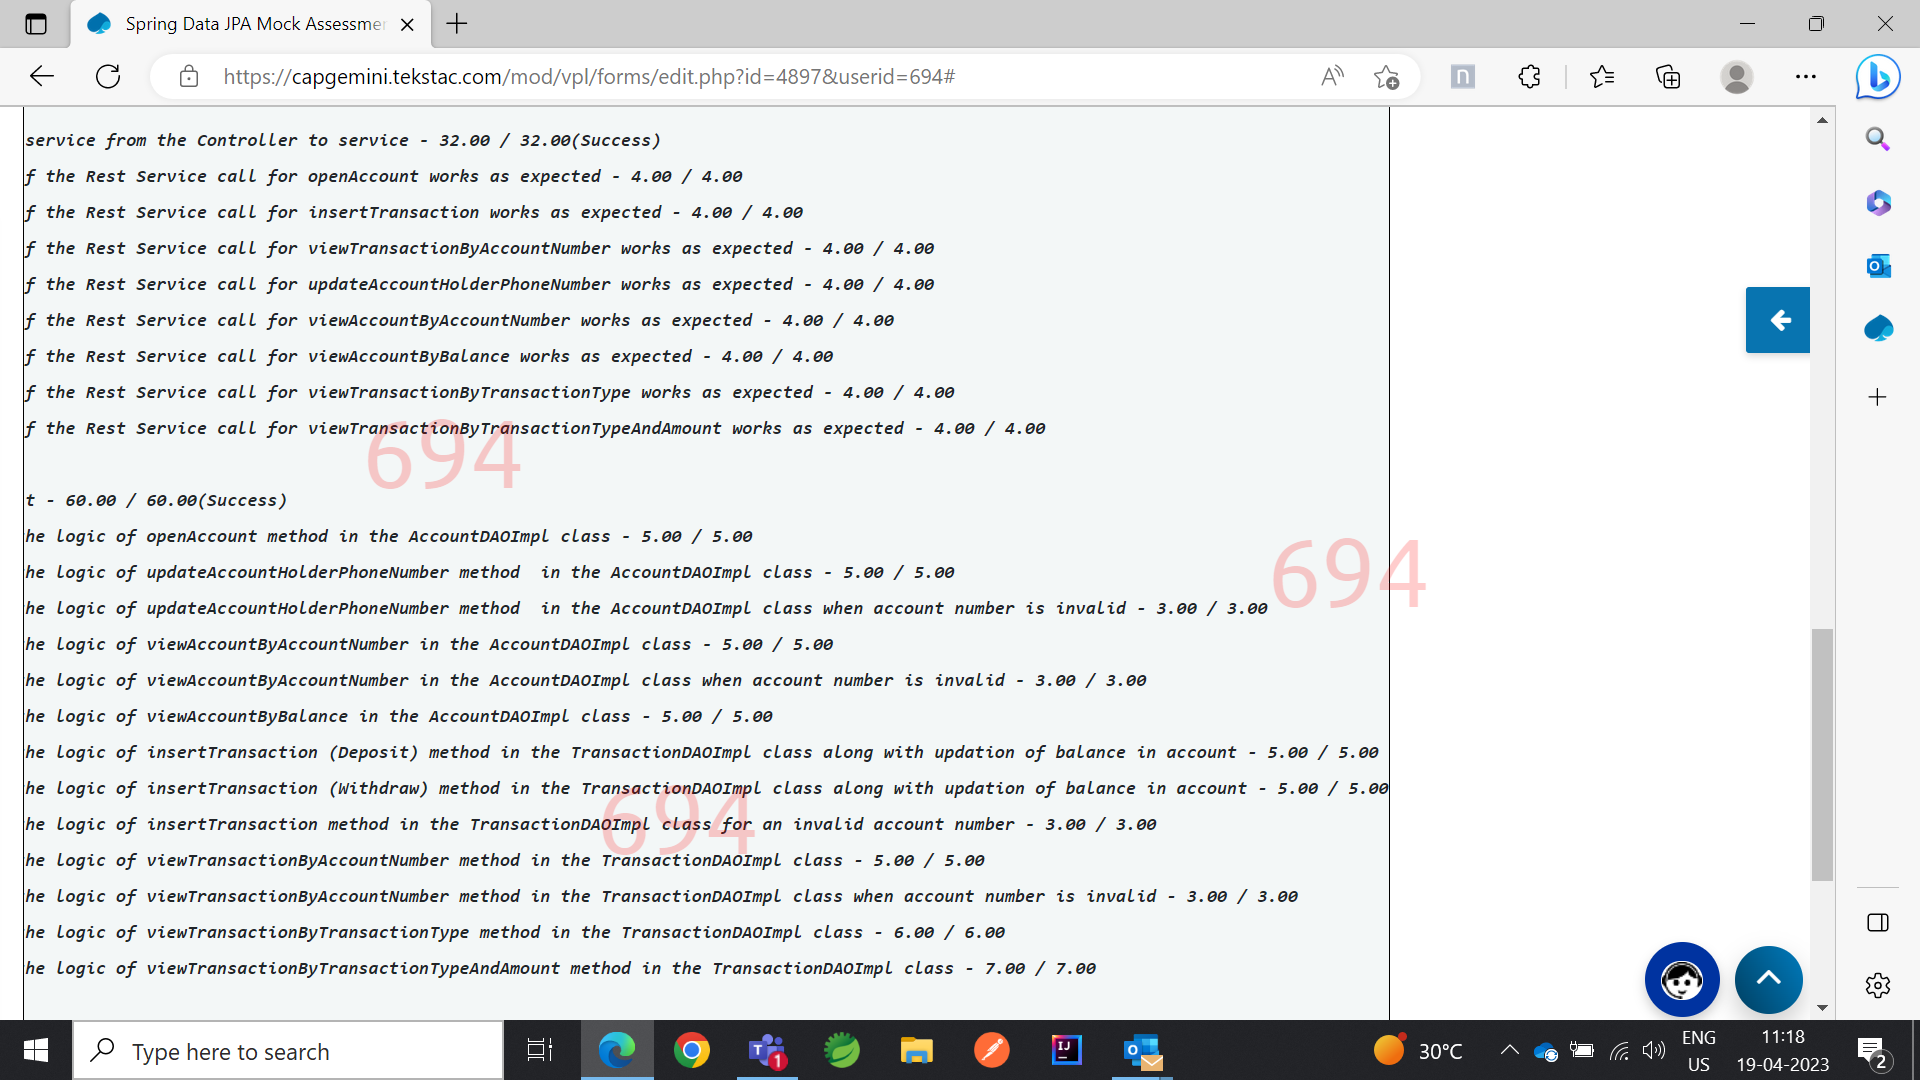 Spring Data JPA Mock Assessmer
https://capgemini.tekstac.com/mod/vpl/forms/edit.php?id=4897&userid=694#
service from the Controller to service - 32.00 / 32.00(Success)
f the Rest Service call for openAccount works as expected - 4.00 / 4.00
f the Rest Service call for insertTransaction works as expected - 4.00 / 4.00
f the Rest Service call for viewTransactionByAccountNumber works as expected - 4.00 / 4.00
f the Rest Service call for updateAccountHolderPhoneNumber works as expected - 4.00 / 4.00
f the Rest Service call for viewAccountByAccountNumber works as expected - 4.00 / 4.00
f the Rest Service call for viewAccountByBalance works as expected - 4.00 / 4.00
f the Rest Service call for viewTransactionByTransactionType works as expected - 4.00 / 4.00
f the Rest Service call for viewTransactionByTransactionTypeAndAmount works as expected - 4.00 / 4.00
694
t - 60.00 / 60.00(Success)
he logic of openAccount method in the AccountDAOImpl class - 5.00 / 5.00
694
he logic of updateAccountHolderPhoneNumber method  in the AccountDAOImpl class - 5.00 / 5.00
he logic of updateAccountHolderPhoneNumber method  in the AccountDAOImpl class when account number is invalid - 3.00 / 3.00
he logic of viewAccountByAccountNumber in the AccountDAOImpl class - 5.00 / 5.00
he logic of viewAccountByAccountNumber in the AccountDAOImpl class when account number is invalid - 3.00 / 3.00
he logic of viewAccountByBalance in the AccountDAOImpl class - 5.00 / 5.00
he logic of insertTransaction (Deposit) method in the TransactionDAOImpl class along with updation of balance in account - 5.00 / 5.00
he logic of insertTransaction (Withdraw) method in the TransactionDAOImpl class along with updation of balance in account - 5.00 / 5.00
694
he logic of insertTransaction method in the TransactionDAOImpl class for an invalid account number - 3.00 / 3.00
he logic of viewTransactionByAccountNumber method in the TransactionDAOImpl class - 5.00 / 5.00
he logic of viewTransactionByAccountNumber method in the TransactionDAOImpl class when account number is invalid - 3.00 / 3.00
he logic of viewTransactionByTransactionType method in the TransactionDAOImpl class - 6.00 / 6.00
he logic of viewTransactionByTransactionTypeAndAmount method in the TransactionDAOImpl class - 7.00 / 7.00
Type here to search
30°C
ENG
US
11:18
19-04-2023
2